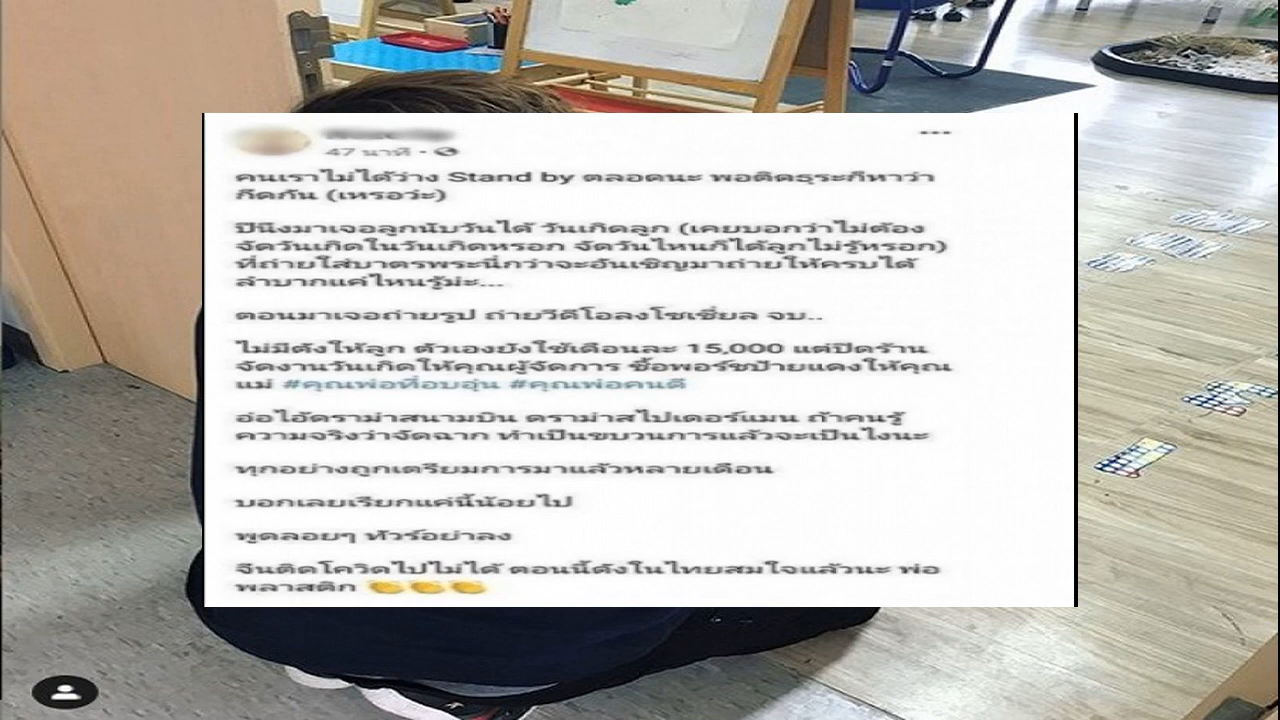 47 นาที
คนเราไม่ได้ว่าง Stand by ตลอดนะ พอติดธุระก็หาว่า
กีดกัน (เหรอว่ะ)
ปีนึงมาเจอลูกนับวันได้ วันเกิดลูก (เคยบอกว่าไม่ต้อง
จัดวันเกิดในวันเกิดหรอก จัดวันไหนก็ได้ลูกไม่รู้หรอก)
ที่ถ่ายใส่บาตรพระนี่กว่าจะอันเชิญมาถ่ายให้ครบได้
ลำบากแค่ไหนรู้มะ...
ตอนมาเจอถ่ายรูป ถ่ายวีดีโอลงโซเชี่ยล จบ..
ไม่มีตังให้ลูก ตัวเองยังใช้เดือนละ 15,000 แต่ปิดร้าน
จัดงานวันเกิดให้คุณผู้จัดการ ซื้อพอร์ชป้ายแดงให้คุณ
แม่ #คุณพ่อที่อบอุ่น #คุณพ่อคนดี
อ่อไอ้ดราม่าสนามบิน ดราม่าสไปเดอร์แมน ถ้าคนรู้
ความจริงว่าจัดฉาก ทำเป็นขบวนการแล้วจะเป็นไงนะ
ทุกอย่างถูกเตรียมการมาแล้วหลายเดือน
บอกเลยเรียกแค่นี้น้อยไป
พูดลอยๆ ทัวร์อย่าลง
จีนติดโควิดไปไม่ได้ ตอนนี้ดังในไทยสมใจแล้วนะ พ่อ
พลาสติก 👏👏👏